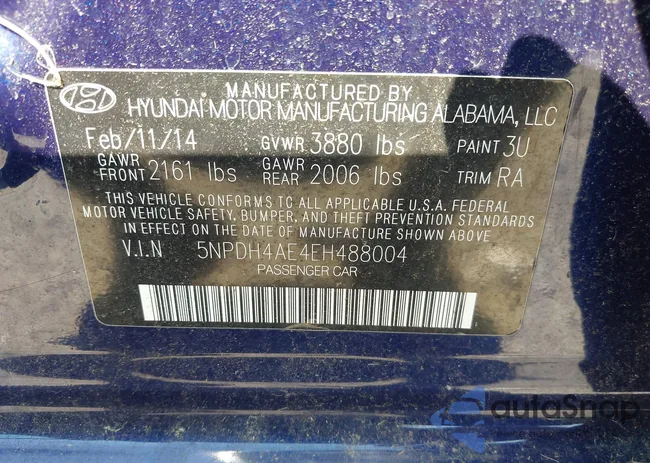 MANUFACTURED BY
HYUNDAI MOTOR MANUFACTURING ALABAMA, LLC
Feb/11/14 GVWR 3880 lbs PAINT 3U
GAWR FRONT 2161 lbs GAWR REAR 2006 lbs TRIM RA
THIS VEHICLE CONFORMS TO ALL APPLICABLE U.S.A. FEDERAL
MOTOR VEHICLE SAFETY, BUMPER, AND THEFT PREVENTION STANDARDS
IN EFFECT ON THE DATE OF MANUFACTURE SHOWN ABOVE
V.I.N 5NPDH4AE4EH488004
PASSENGER CAR
autoSnap